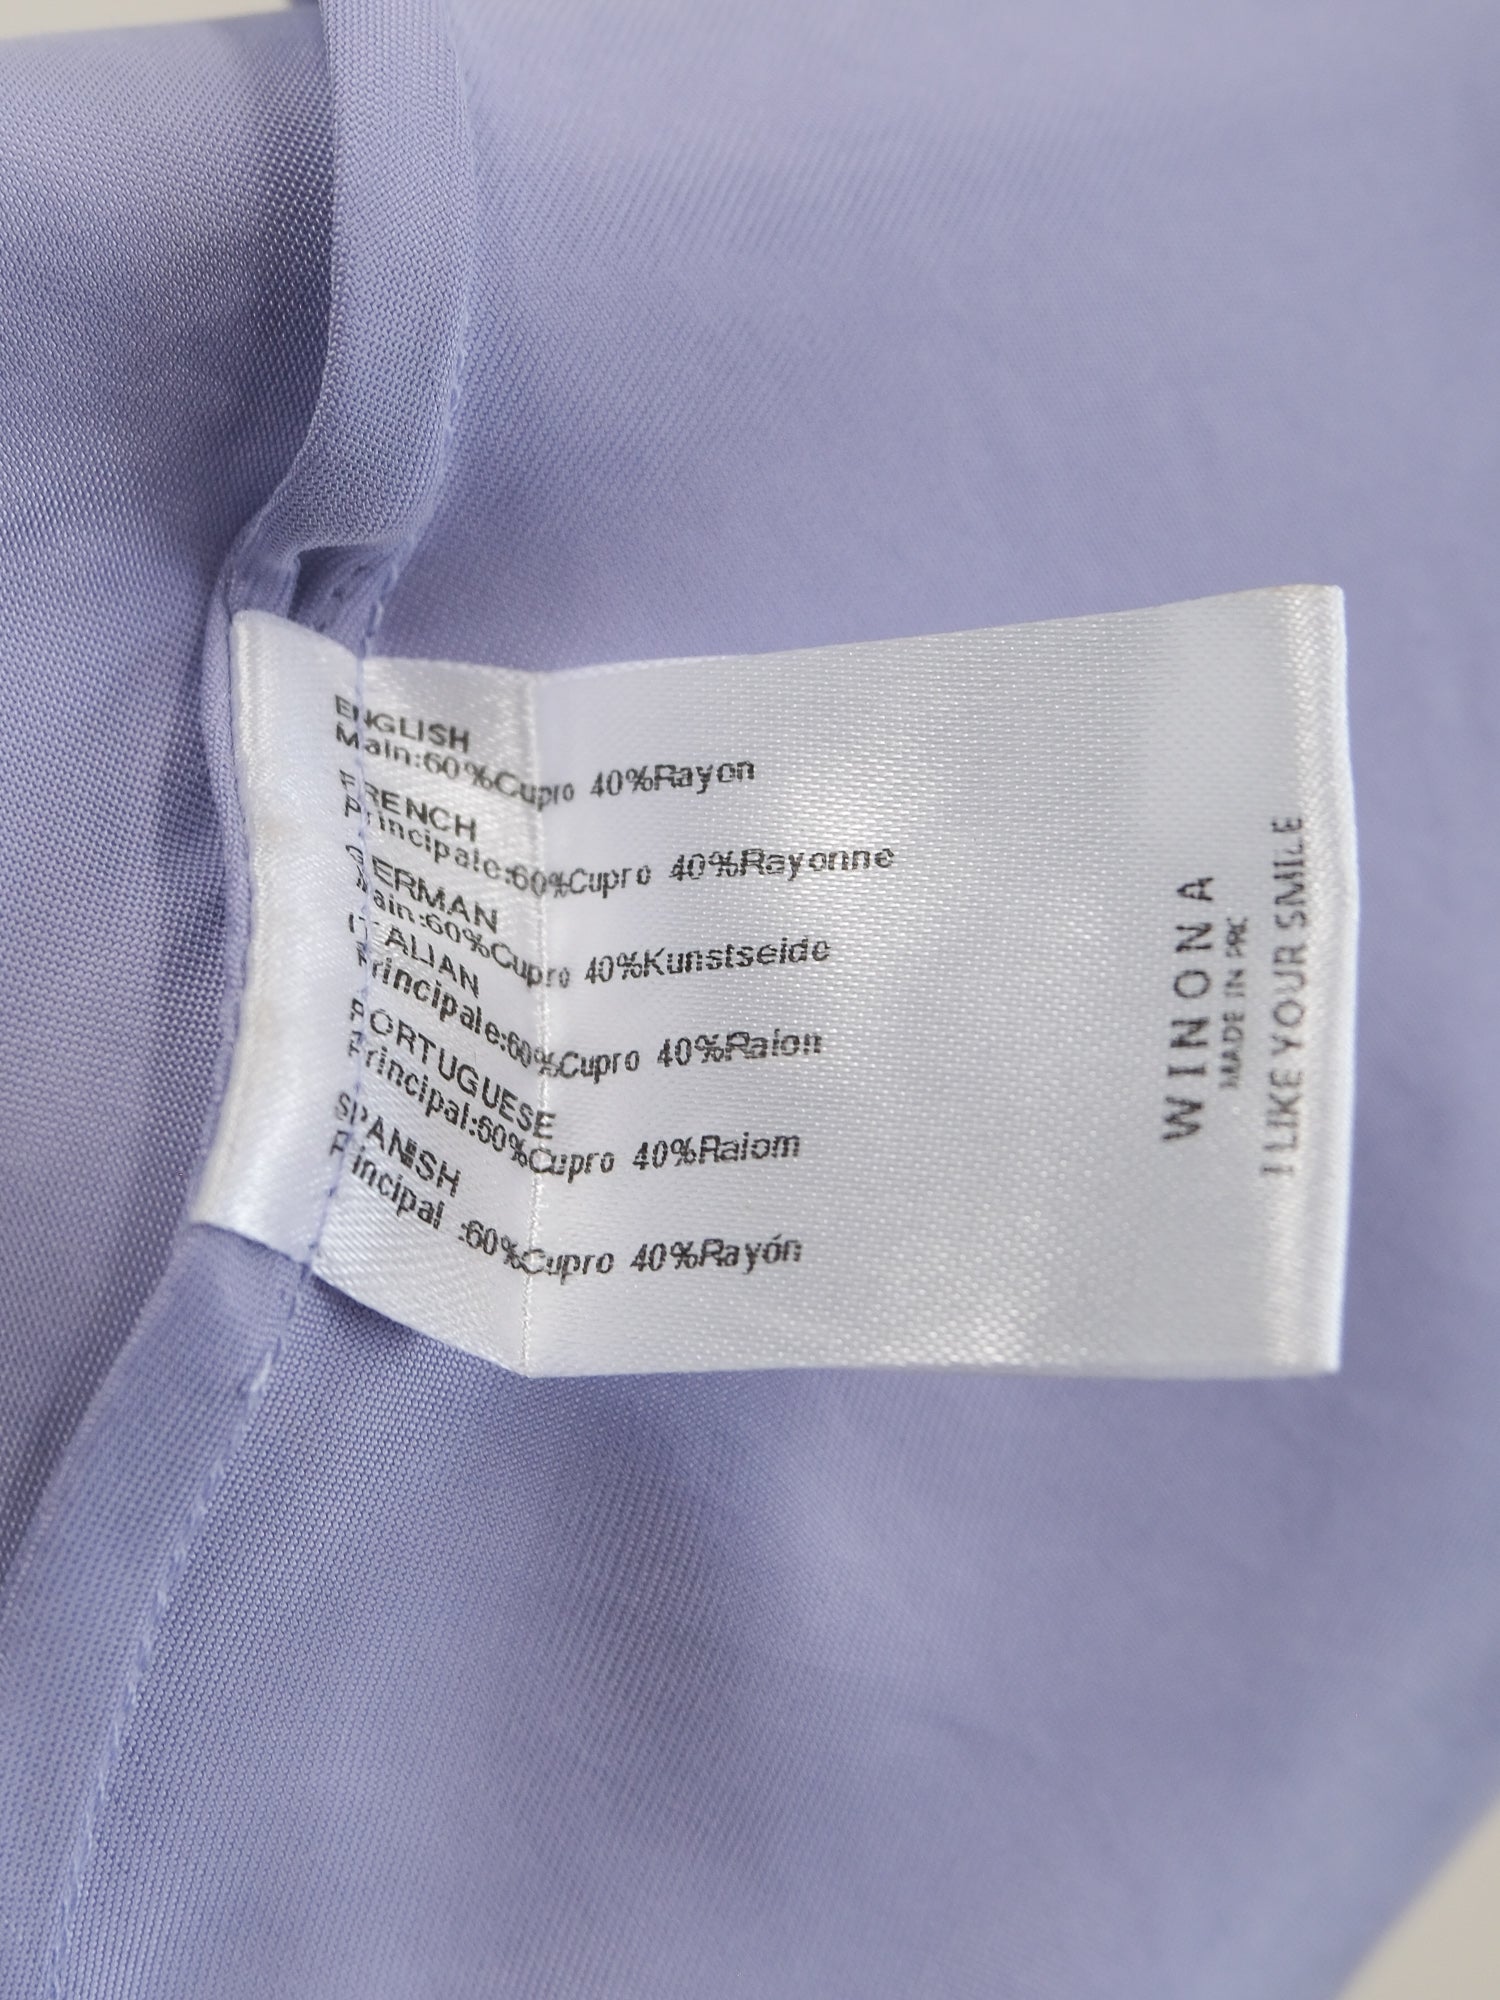 ENGLISH
Main:60%Cupro 40%Rayon
FRENCH
Principale:60%Cupro 40%Rayonne
GERMAN
Main:60%Cupro 40%Kunstseide
ITALIAN
Principale:60%Cupro 40%Raion
PORTUGUESE
Principal:60%Cupro 40%Raiom
SPANISH
Principal :60%Cupro 40%Rayón
WINONA
MADE IN PRC
I LIKE YOUR SMILE